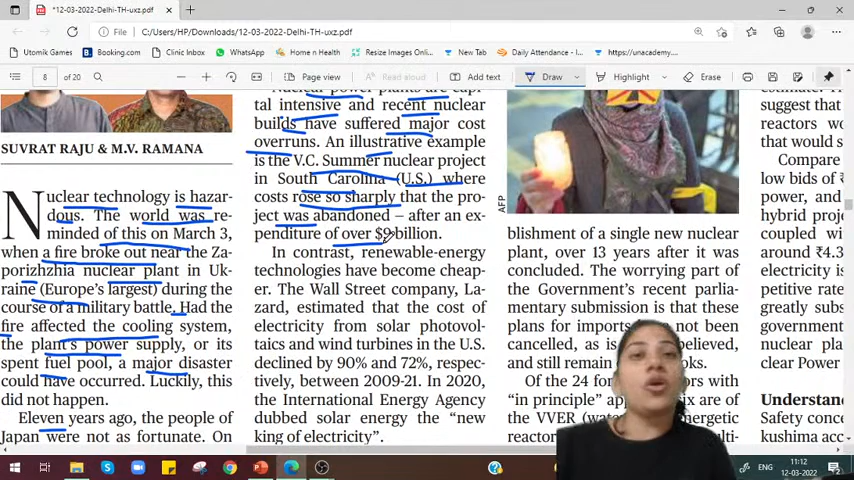 *12-03-2022-Delhi-TH-uxz.pdf
File
C:/Users/HP/Downloads/12-03-2022-Delhi-TH-uxz.pdf
Utomik Games
Booking.com
Clinic Inbox
WhatsApp
Home n Health
Resize Images Onl...
New Tab
Daily Attendance - I...
https://unacademy....
8 of 20
Page view
Read aloud
Add text
Draw
Highlight
Erase
SUVRAT RAJU & M.V. RAMANA
Nuclear technology is hazar-
dous. The world was re-
minded of this on March 3,
when a fire broke out near the Za-
porizhzhia nuclear plant in Uk-
raine (Europe's largest) during the
course of a military battle. Had the
fire affected the cooling system,
the plant's power supply, or its
spent fuel pool, a major disaster
could have occurred. Luckily, this
did not happen.
Eleven years ago, the people of
Japan were not as fortunate. On
Nuclear power plants are capi-
tal intensive and recent nuclear
builds have suffered major cost
overruns. An illustrative example
is the V.C. Summer nuclear project
in South Carolina (U.S.) where
costs rose so sharply that the pro-
ject was abandoned – after an ex-
penditure of over $9 billion.
In contrast, renewable-energy
technologies have become cheap-
er. The Wall Street company, La-
zard, estimated that the cost of
electricity from solar photovol-
taics and wind turbines in the U.S.
declined by 90% and 72%, respec-
tively, between 2009-21. In 2020,
the International Energy Agency
dubbed solar energy the "new
king of electricity".
AFP
blishment of a single new nuclear
plant, over 13 years after it was
concluded. The worrying part of
the Government's recent parlia-
mentary submission is that these
plans for imports not been
cancelled, as is believed,
and still remain
Of the 24 
with
"in principle" are of
the VVER
reactor
suggest that
reactors wo
that would s
Compare
low bids of ₹
power, and
hybrid proj
coupled wi
around ₹4.3
electricity is
petitive rate
greatly subs
government
nuclear pla
clear Power
Understan
Safety conce
kushima acc
ENG
11:12
12-03-2022